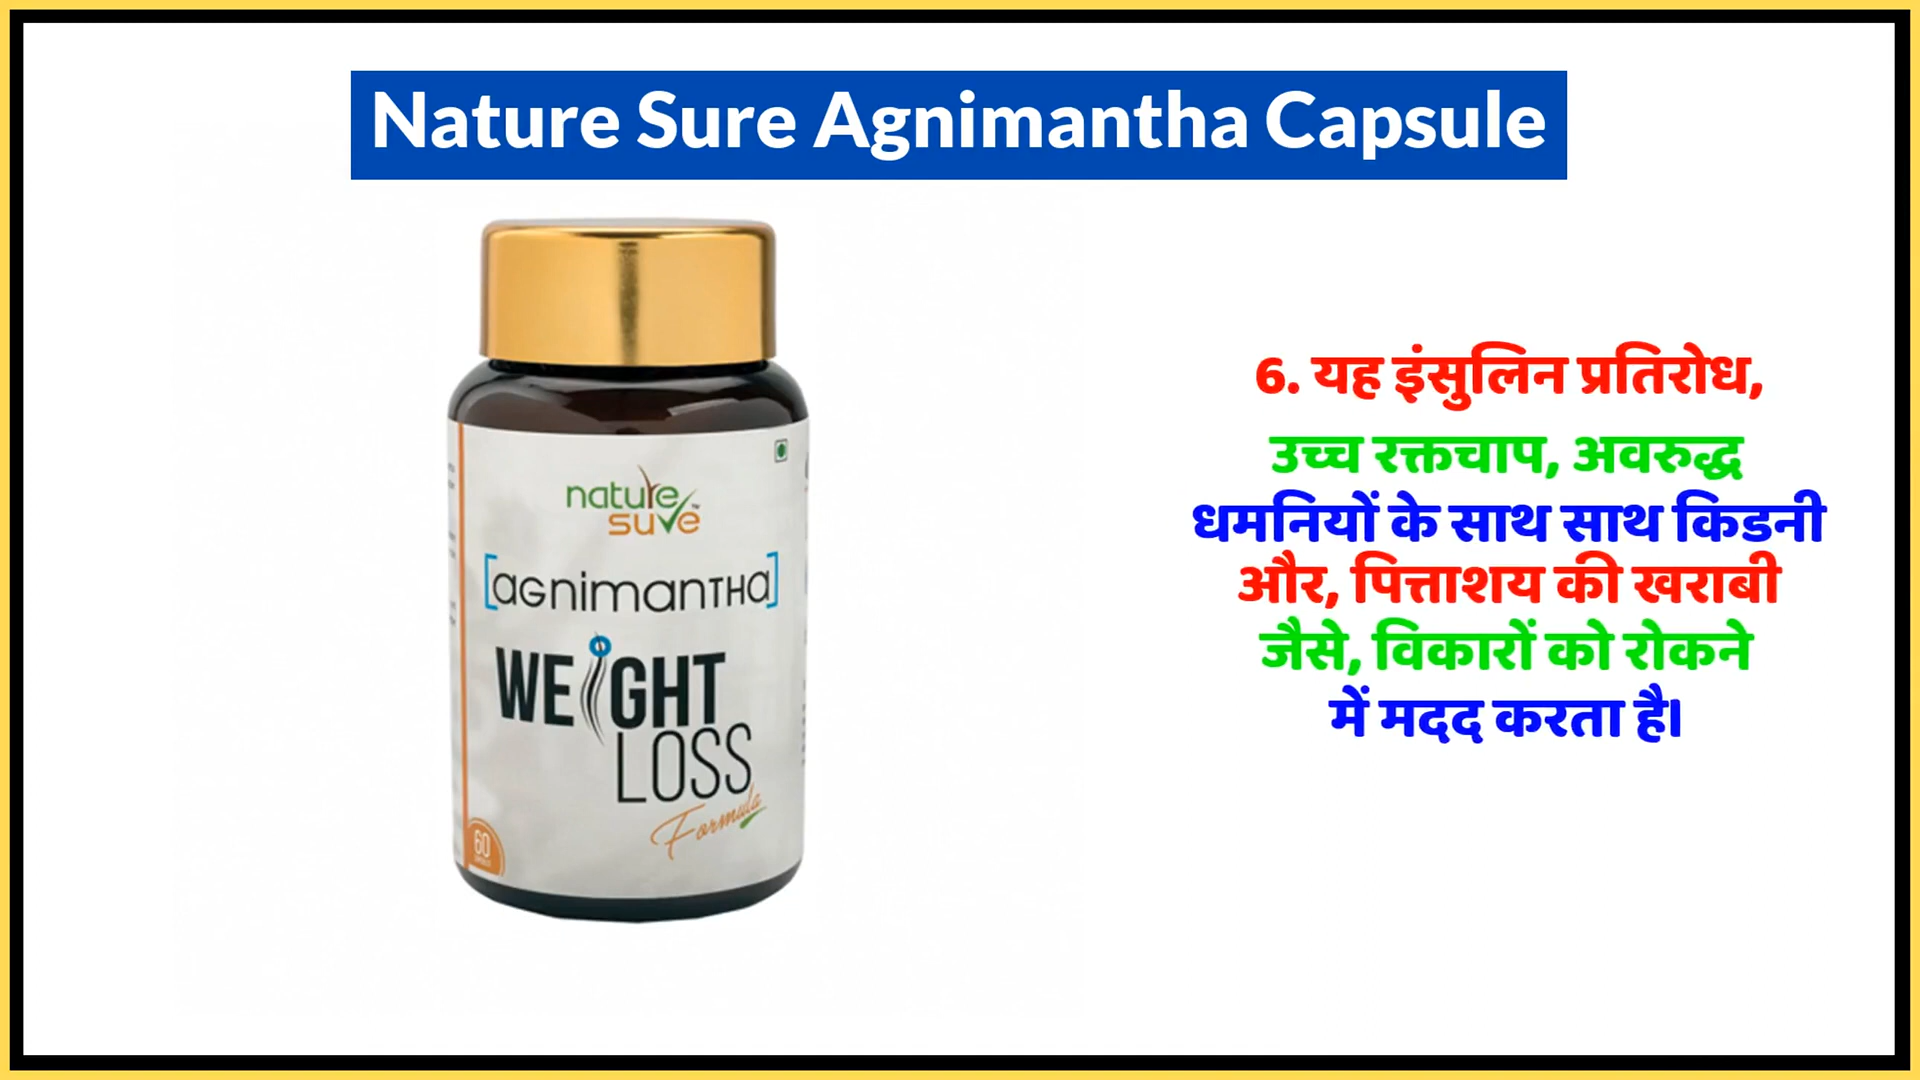 Nature Sure Agnimantha Capsule
nature
sure
[agnimantha]
WEIGHT
LOSS
Formula
60
6. यह इंसुलिन प्रतिरोध,
उच्च रक्तचाप, अवरुद्ध
धमनियों के साथ साथ किडनी
और, पित्ताशय की खराबी
जैसे, विकारों को रोकने
में मदद करता है।